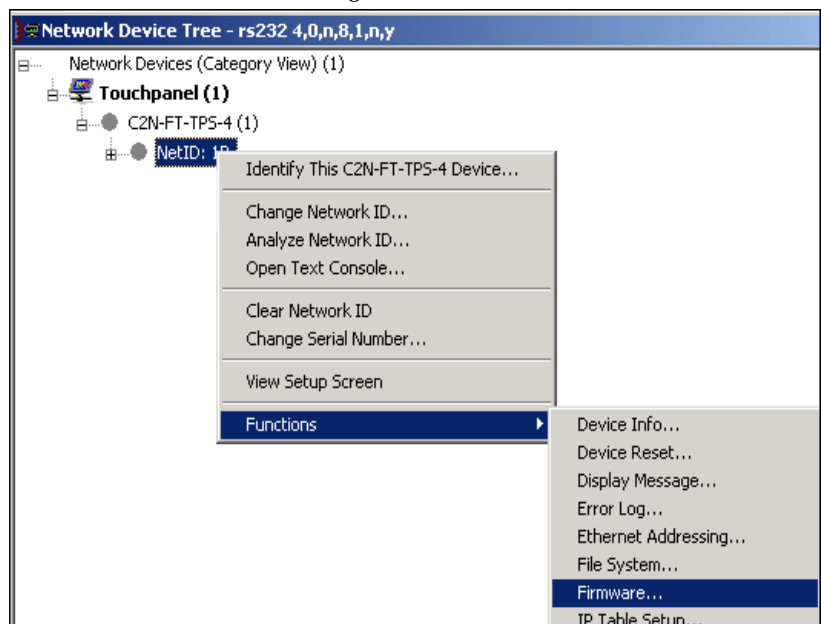 Network Device Tree - rs232 4,0,n,8,1,n,y
Network Devices (Category View) (1)
Touchpanel (1)
C2N-FT-TPS-4 (1)
NetID:
Identify This C2N-FT-TPS-4 Device...
Change Network ID...
Analyze Network ID...
Open Text Console...
Clear Network ID
Change Serial Number...
View Setup Screen
Functions
Device Info...
Device Reset...
Display Message...
Error Log...
Ethernet Addressing...
File System...
Firmware...
IP Table Setup...